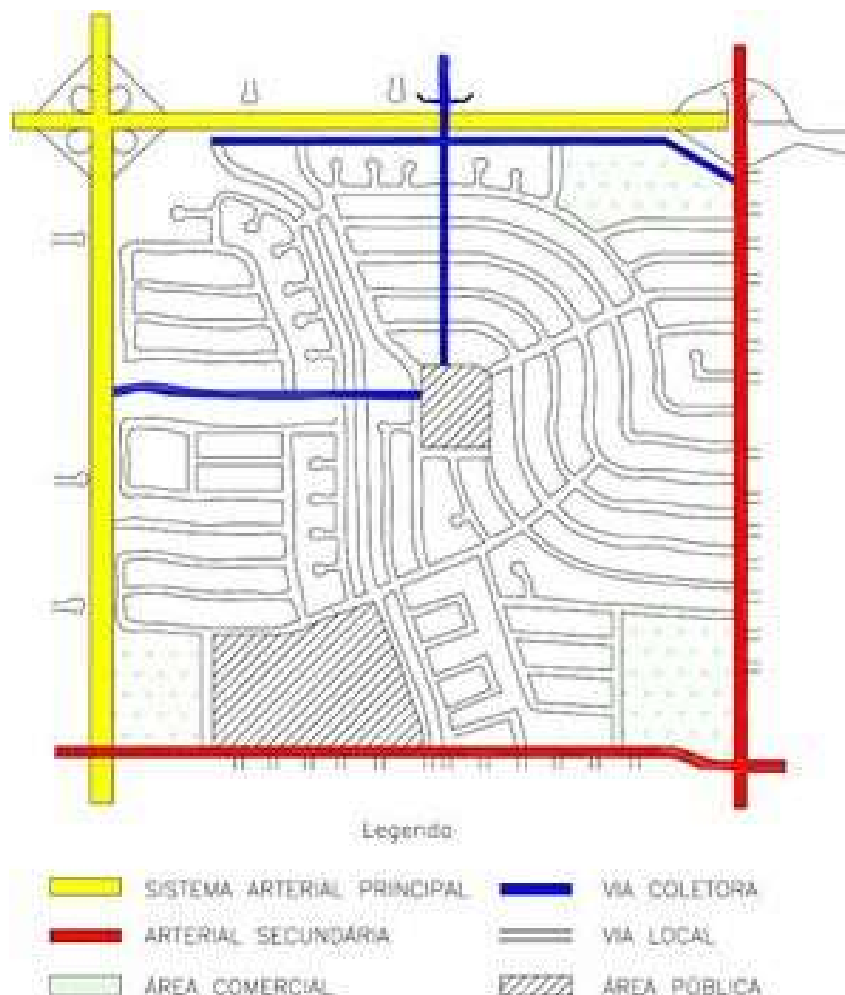 Legenda
SISTEMA ARTERIAL PRINCIPAL
VIA COLETORA
ARTERIAL SECUNDÁRIA
VIA LOCAL
ÁREA COMERCIAL
ÁREA PÚBLICA